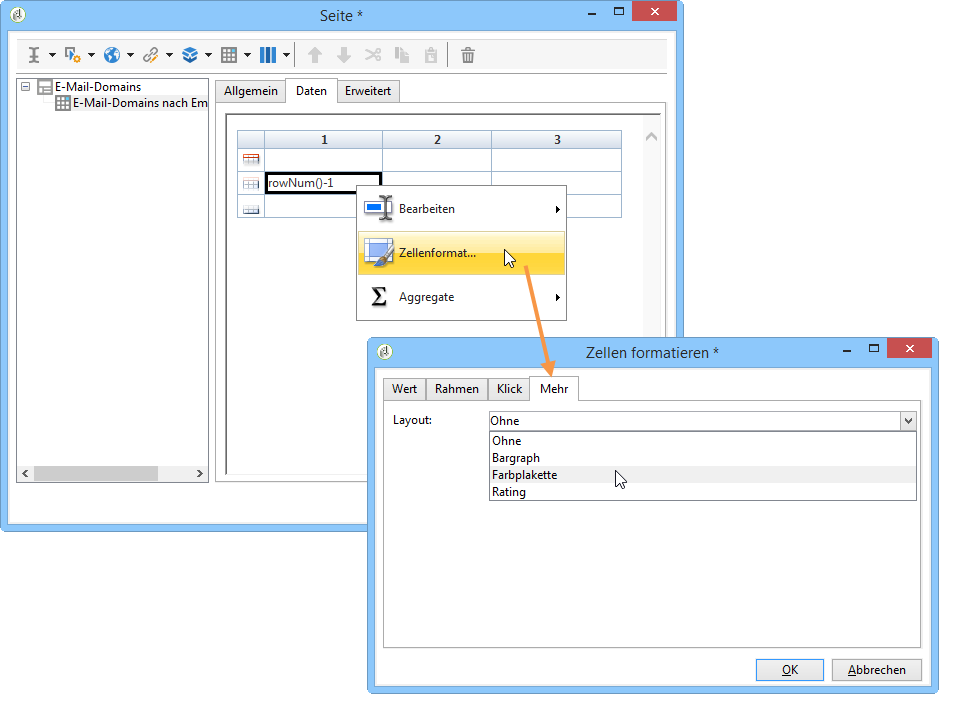 Seite *
E-Mail-Domains
E-Mail-Domains nach Em
Allgemein Daten Erweitert
1 2 3
rowNum()-1
Bearbeiten
Zellenformat...
Σ Aggregate
Zellen formatieren *
Wert Rahmen Klick Mehr
Layout: Ohne
Ohne
Bargraph
Farbplakette
Rating
OK Abbrechen